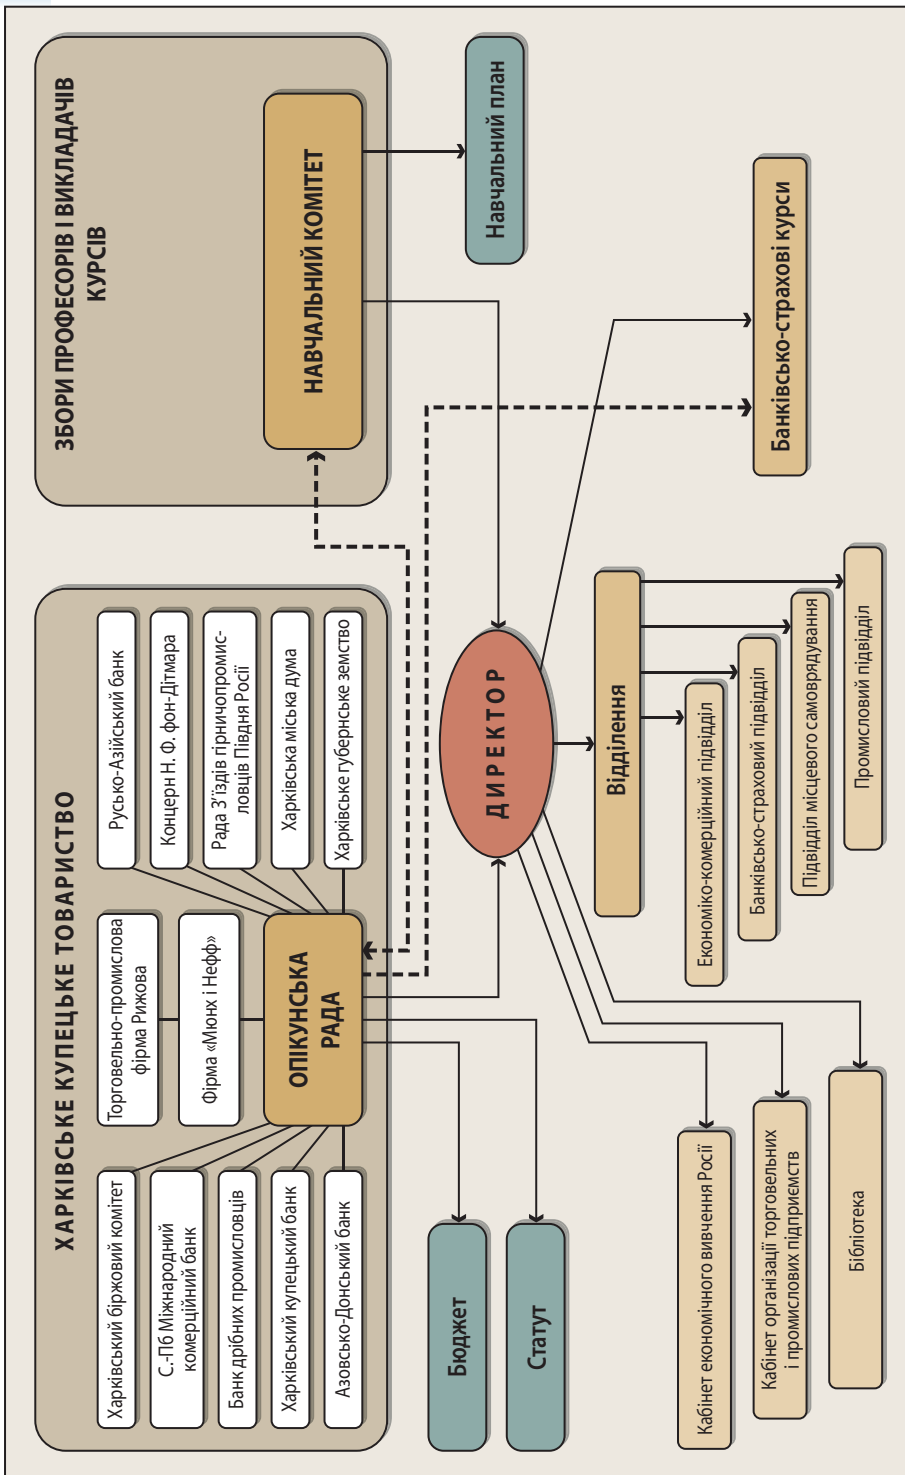 ХАРКІВСЬКЕ КУПЕЦЬКЕ ТОВАРИСТВО
Харківський біржовий комітет
С.-Пб Міжнародний
комерційний банк
Банк дрібних промисловців
Харківський купецький банк
Азовсько-Донський банк
Торговельно-промислова
фірма Рижова
Фірма «Мюнх і Нефф»
ОПІКУНСЬКА
РАДА
Русько-Азійський банк
Концерн Н. Ф. фон-Дітмара
Рада З’їздів гірничопромис-
ловців Півдня Росії
Харківська міська дума
Харківське губернське земство
ЗБОРИ ПРОФЕСОРІВ І ВИКЛАДАЧІВ
КУРСІВ
НАВЧАЛЬНИЙ КОМІТЕТ
Бюджет
Статут
ДИРЕКТОР
Навчальний план
Відділення
Економіко-комерційний підвідділ
Банківсько-страховий підвідділ
Підвідділ місцевого самоврядування
Промисловий підвідділ
Банківсько-страхові курси
Кабінет економічного вивчення Росії
Кабінет організації торговельних
і промислових підприємств
Бібліотека